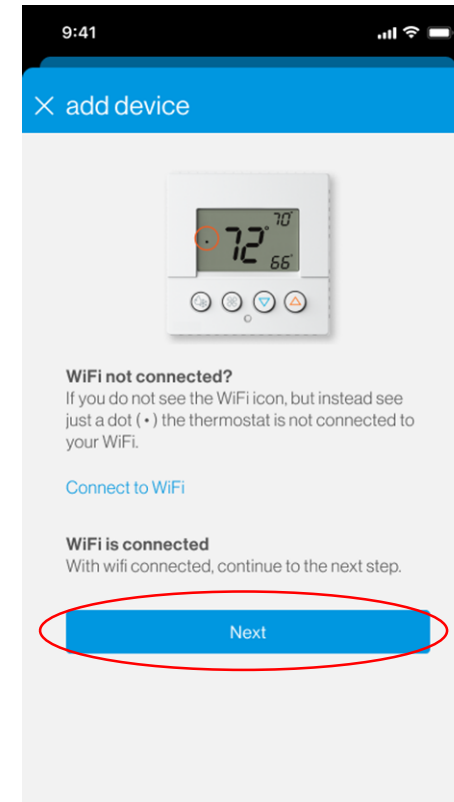 9:41
add device
70°
72°
66°
WiFi not connected?
If you do not see the WiFi icon, but instead see
just a dot ( • ) the thermostat is not connected to
your WiFi.
Connect to WiFi
WiFi is connected
With wifi connected, continue to the next step.
Next